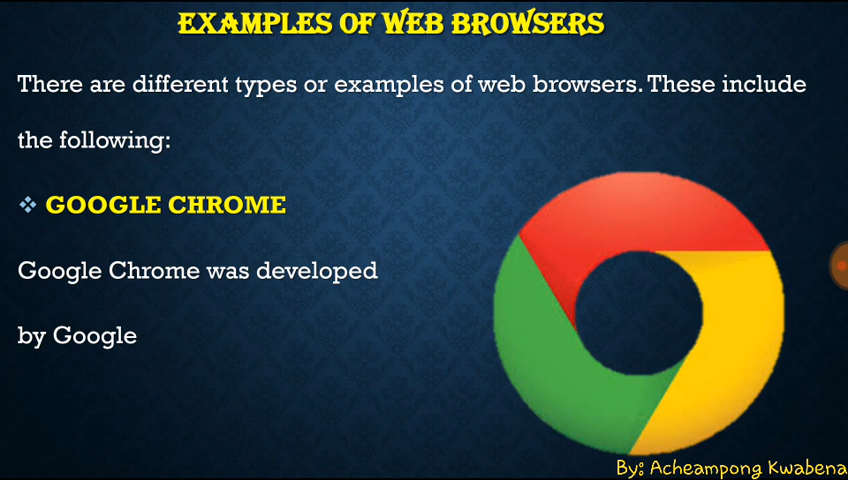 EXAMPLES OF WEB BROWSERS
There are different types or examples of web browsers. These include
the following:
GOOGLE CHROME
Google Chrome was developed
by Google
By: Acheampong Kwabena